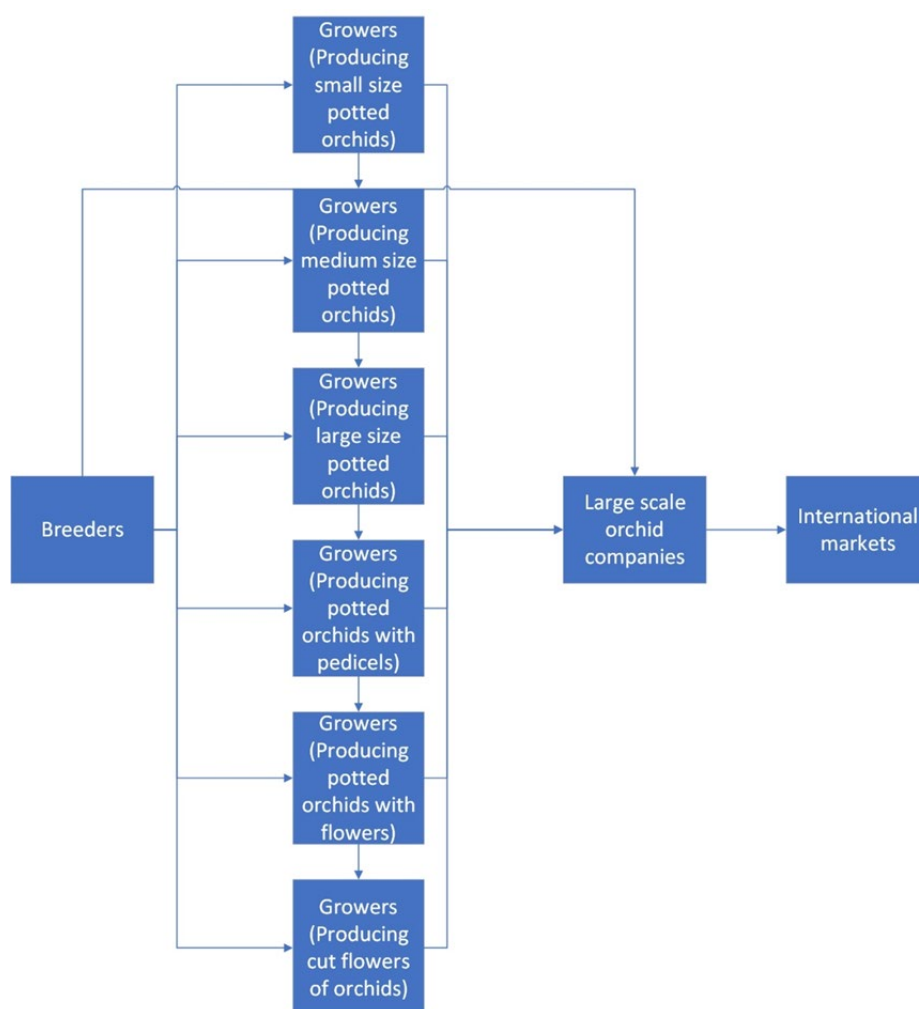 Growers
(Producing
small size
potted
orchids)
Growers
(Producing
medium size
potted
orchids)
Growers
(Producing
large size
potted
orchids)
Breeders
Large scale
orchid
companies
International
markets
Growers
(Producing
potted
orchids with
pedicels)
Growers
(Producing
potted
orchids with
flowers)
Growers
(Producing
cut flowers
of orchids)